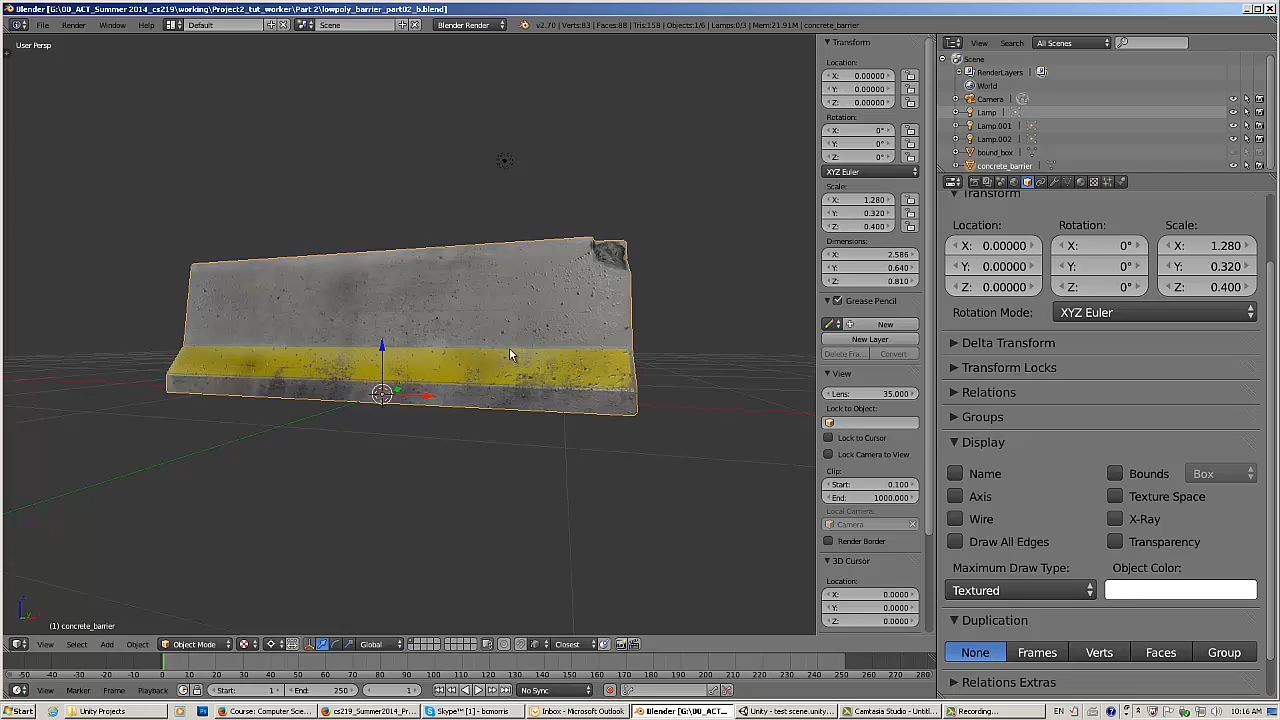 Blender [G:\00_ACT_Summer 2014_cs219\working\Project2_tut_worker\Part 2\lowpoly_barrier_part02_b.blend]
File Render Window Help Default Scene Blender Render v2.70 | Verts:83 | Faces:88 | Tris:158 | Objects:1/6 | Lamps:0/3 | Mem:21.91M | concrete_barrier
User Persp
(1) concrete_barrier
View Select Add Object Object Mode Global Closest
-50 -40 -30 -20 -10 0 10 20 30 40 50 60 70 80 90 100 110 120 130 140 150 160 170 180 190 200 210 220 230 240 250 260 270 280
View Marker Frame Playback Start: 1 End: 250 1 No Sync
Transform
Location:
X: 0.00000
Y: 0.00000
Z: 0.00000
Rotation:
X: 0°
Y: 0°
Z: 0°
XYZ Euler
Scale:
X: 1.280
Y: 0.320
Z: 0.400
Dimensions:
X: 2.586
Y: 0.640
Z: 0.810
Grease Pencil
New
New Layer
Delete Fra... Convert
View
Lens: 35.000
Lock to Object:
Lock to Cursor
Lock Camera to View
Clip:
Start: 0.100
End: 1000.000
Local Camera:
Camera
Render Border
3D Cursor
Location:
X: 0.0000
Y: 0.0000
Z: 0.0000
View Search All Scenes
Scene
RenderLayers |
World
Camera |
Lamp |
Lamp.001 |
Lamp.002 |
bound_box |
concrete_barrier |
Transform
Location: Rotation: Scale:
X: 0.00000 X: 0° X: 1.280
Y: 0.00000 Y: 0° Y: 0.320
Z: 0.00000 Z: 0° Z: 0.400
Rotation Mode: XYZ Euler
Delta Transform
Transform Locks
Relations
Groups
Display
Name Bounds Box
Axis Texture Space
Wire X-Ray
Draw All Edges Transparency
Maximum Draw Type: Object Color:
Textured
Duplication
None Frames Verts Faces Group
Relations Extras
Start Unity Projects Course: Computer Scie... cs219_Summer2014_Pr... Skype™ [1] - bcmorris Inbox - Microsoft Outlook Blender [G:\00_ACT... Unity - test scene.unity... Camtasia Studio - Unti... Recording... EN 10:16 AM